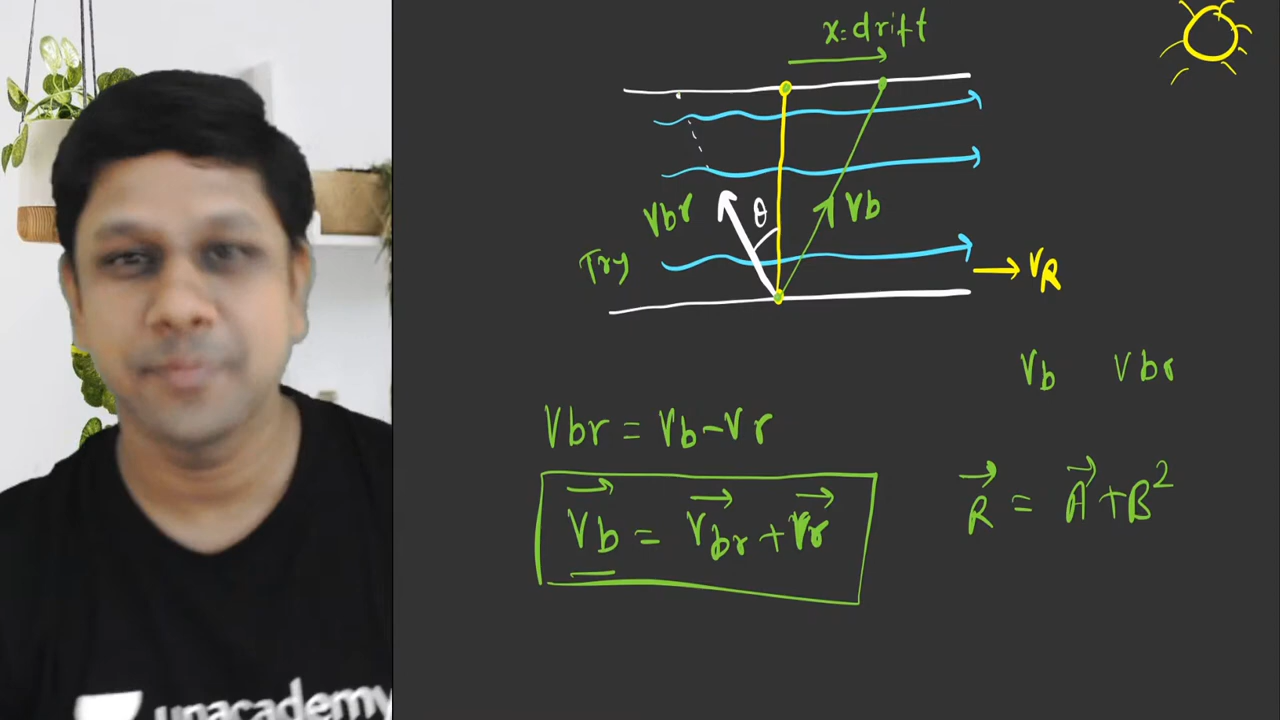 x=drift
Vbr θ Vb
Try
VR
Vb Vbr
Vbr = Vb-Vr
Vb = Vbr + Vr
R = A + B²
unacademy